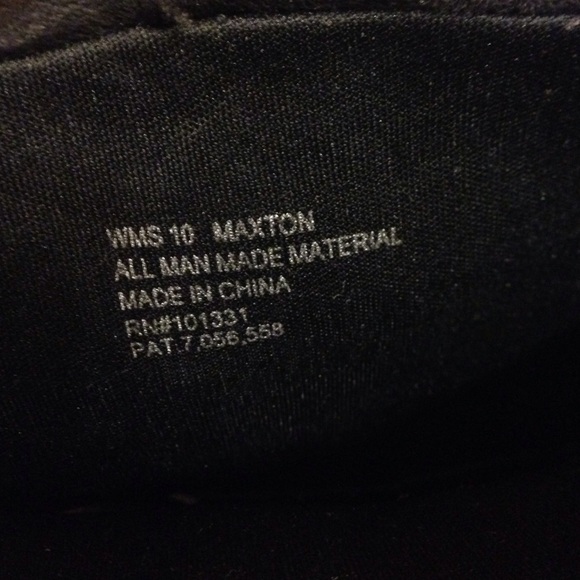 WMS 10 MAXTON
ALL MAN MADE MATERIAL
MADE IN CHINA
RN#101331
PAT 7,056,558